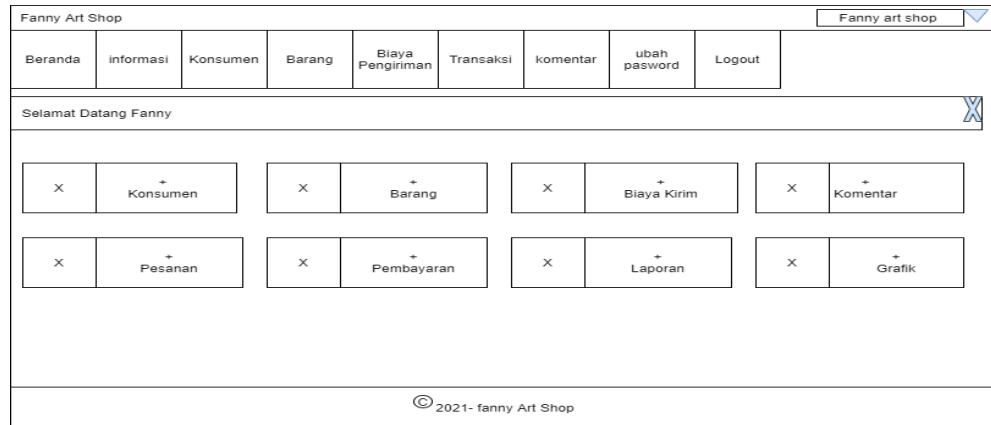 Fanny Art Shop
Fanny art shop
Beranda
informasi
Konsumen
Barang
Biaya
Pengiriman
Transaksi
komentar
ubah
pasword
Logout
Selamat Datang Fanny
X
X
+
Konsumen
X
+
Barang
X
+
Biaya Kirim
X
+
Komentar
X
+
Pesanan
X
+
Pembayaran
X
+
Laporan
X
+
Grafik
© 2021- fanny Art Shop